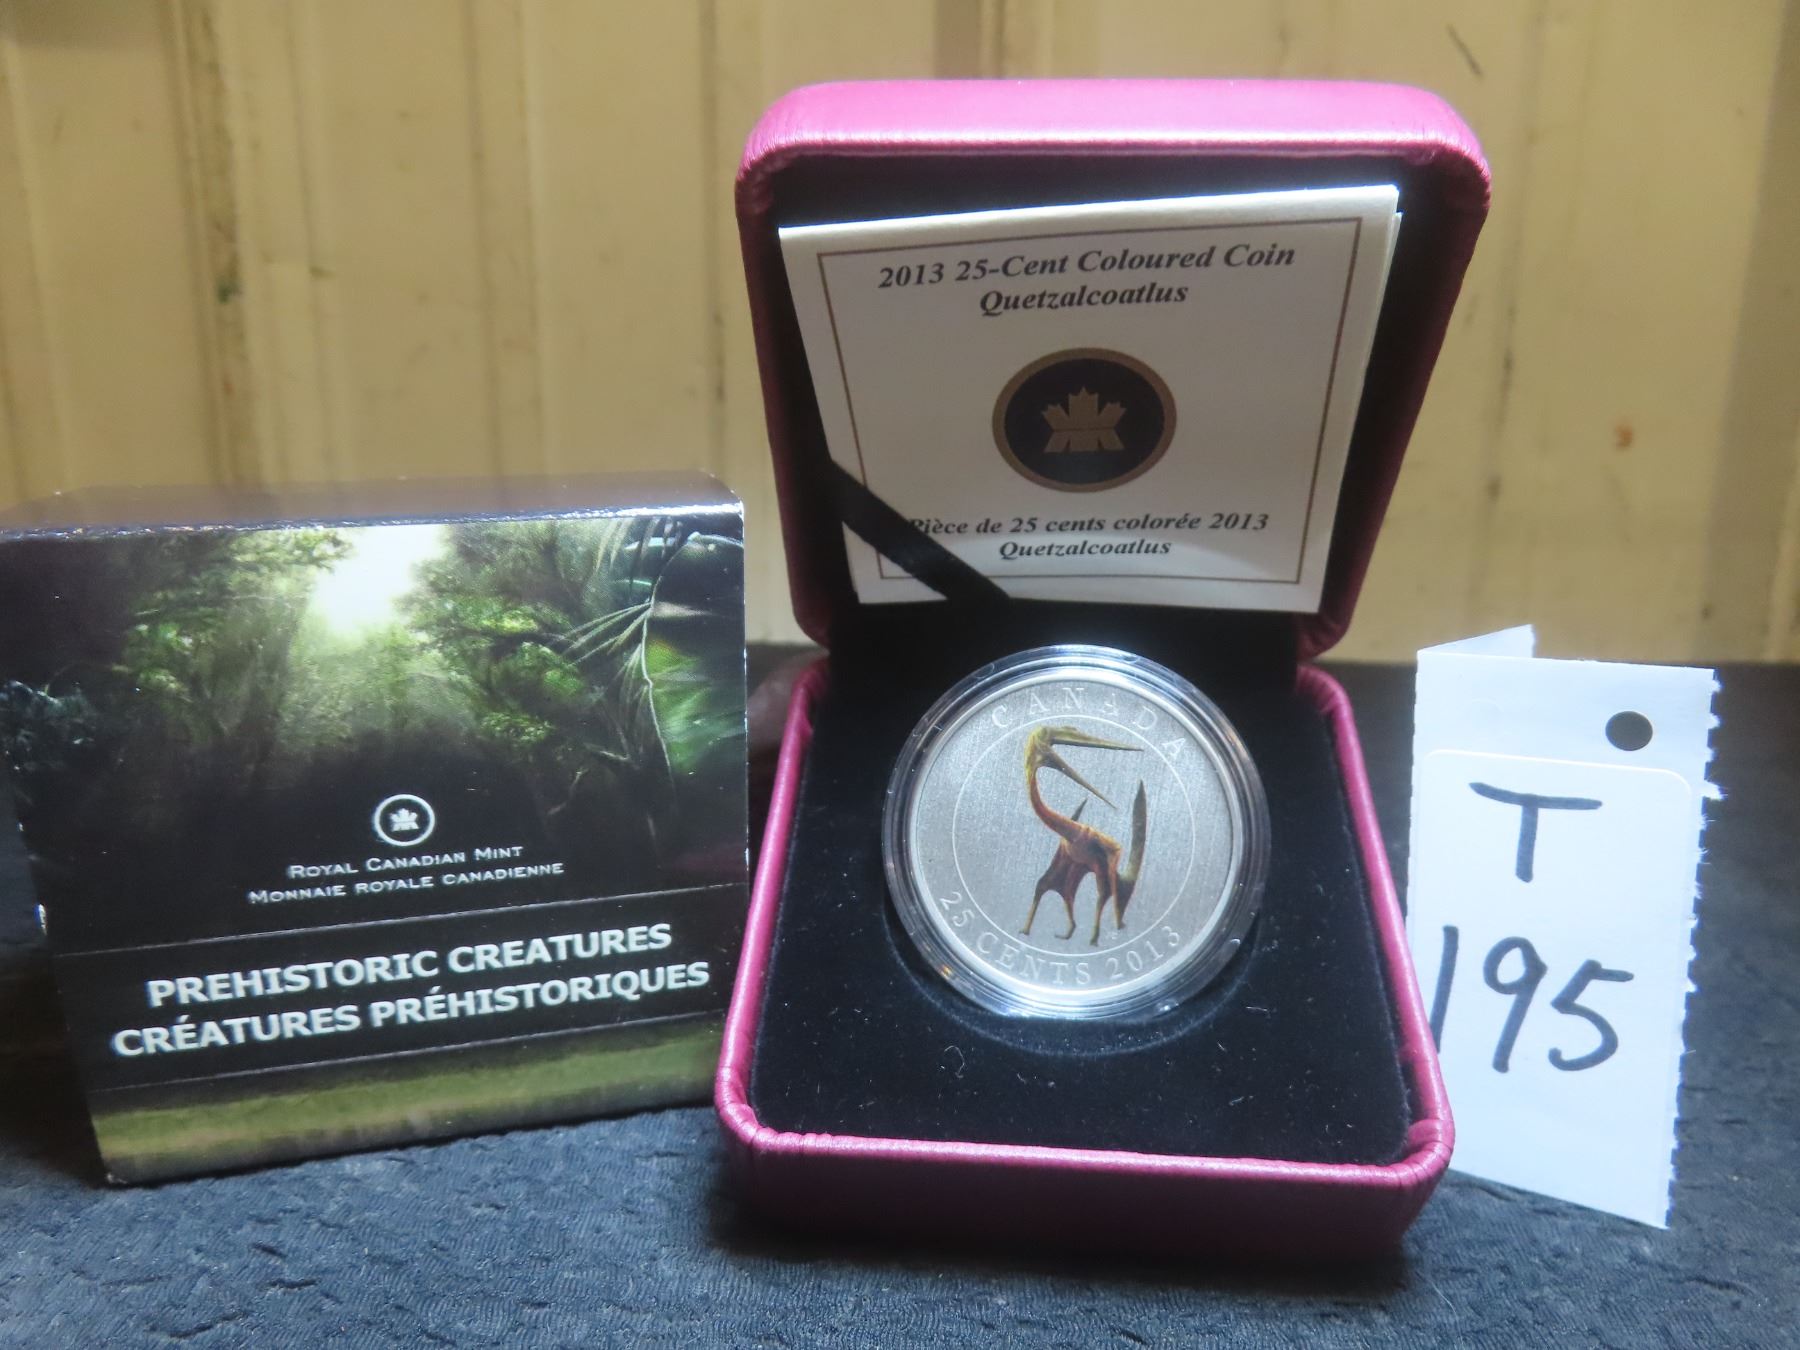 2013 25-Cent Coloured Coin
Quetzalcoatlus
Pièce de 25 cents colorée 2013
Quetzalcoatlus
ROYAL CANADIAN MINT
MONNAIE ROYALE CANADIENNE
PREHISTORIC CREATURES
CRÉATURES PRÉHISTORIQUES
CANADA
25 CENTS 2013
T
195